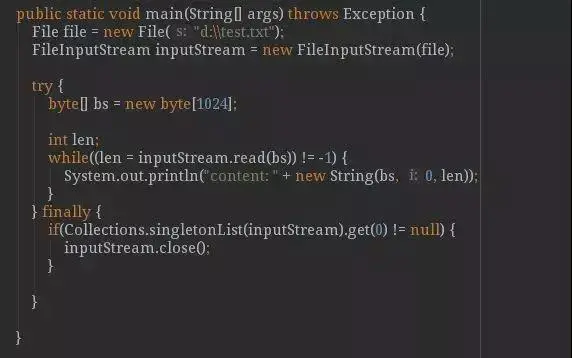 public static void main(String[] args) throws Exception {
File file = new File( s: "d:\\test.txt");
FileInputStream inputStream = new FileInputStream(file);
try {
byte[] bs = new byte[1024];
int len;
while((len = inputStream.read(bs)) != -1) {
System.out.println("content: " + new String(bs, i: 0, len));
}
} finally {
if(Collections.singletonList(inputStream).get(0) != null) {
inputStream.close();
}
}
}